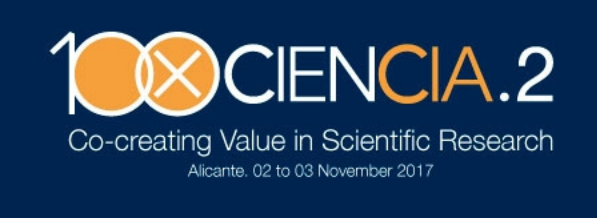 100xCIENCIA.2
Co-creating Value in Scientific Research
Alicante. 02 to 03 November 2017